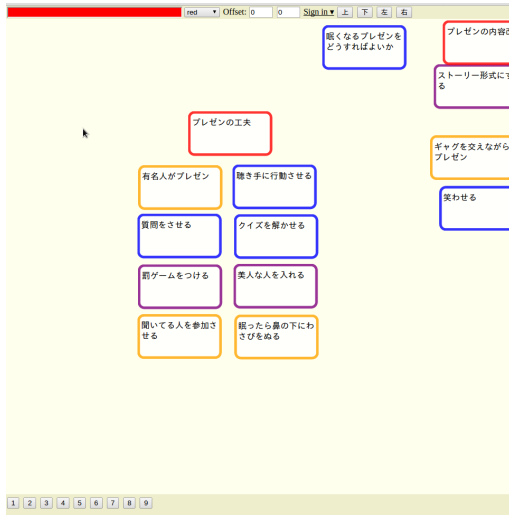 red Offset: 0 0 Sign in ▾ 上 下 左 右
眠くなるプレゼンを
どうすればよいか
プレゼンの内容
ストーリー形式にす
る
プレゼンの工夫
ギャグを交えながら
プレゼン
有名人がプレゼン
聴き手に行動させる
笑わせる
質問をさせる
クイズを解かせる
罰ゲームをつける
美人な人を入れる
聞いてる人を参加さ
せる
眠ったら鼻の下にわ
さびをぬる
1 2 3 4 5 6 7 8 9